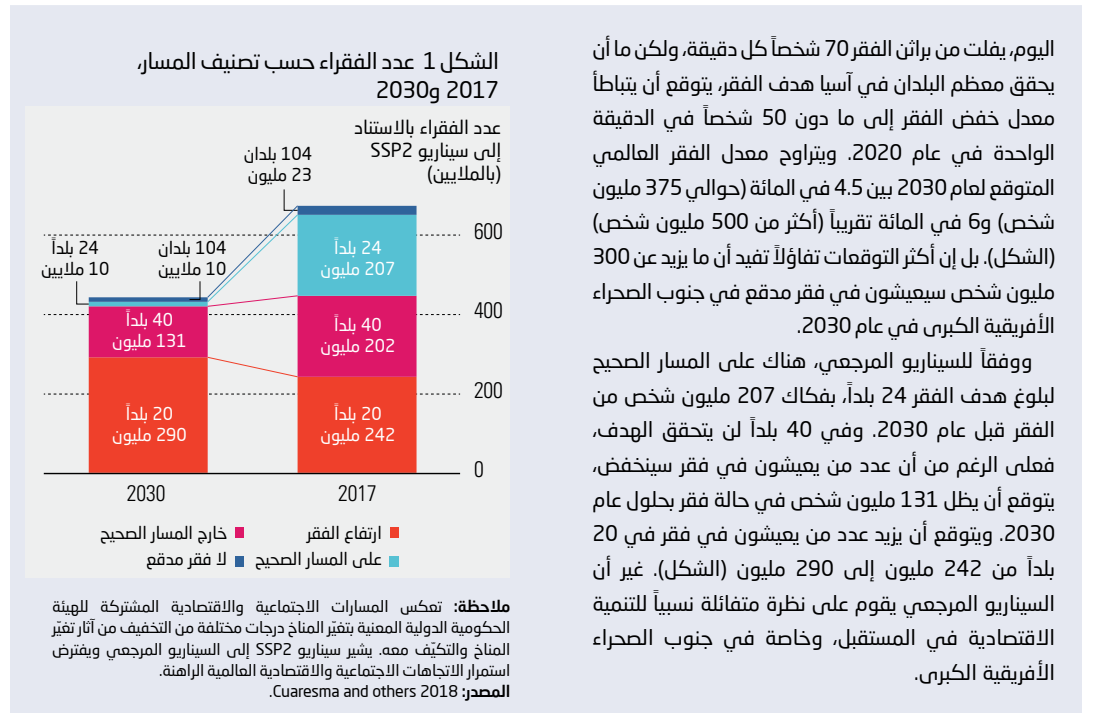 اليوم، يفلت من براثن الفقر 70 شخصاً كل دقيقة، ولكن ما أن
يحقق معظم البلدان في آسيا هدف الفقر، يتوقع أن يتباطأ
معدل خفض الفقر إلى ما دون 50 شخصاً في الدقيقة
الواحدة في عام 2020. ويتراوح معدل الفقر العالمي
المتوقع لعام 2030 بين 4.5 في المائة (حوالي 375 مليون
شخص) و6 في المائة تقريباً (أكثر من 500 مليون شخص)
(الشكل). بل إن أكثر التوقعات تفاؤلاً تفيد أن ما يزيد عن 300
مليون شخص سيعيشون في فقر مدقع في جنوب الصحراء
الأفريقية الكبرى في عام 2030.
ووفقاً للسيناريو المرجعي، هناك على المسار الصحيح
لبلوغ هدف الفقر 24 بلداً، بفكاك 207 مليون شخص من
الفقر قبل عام 2030. وفي 40 بلداً لن يتحقق الهدف،
فعلى الرغم من أن عدد من يعيشون في فقر سينخفض،
يتوقع أن يظل 131 مليون شخص في حالة فقر بحلول عام
2030. ويتوقع أن يزيد عدد من يعيشون في فقر في 20
بلداً من 242 مليون إلى 290 مليون (الشكل). غير أن
السيناريو المرجعي يقوم على نظرة متفائلة نسبياً للتنمية
الاقتصادية في المستقبل، وخاصة في جنوب الصحراء
الأفريقية الكبرى.
الشكل 1 عدد الفقراء حسب تصنيف المسار،
2017 و2030
عدد الفقراء بالاستناد
إلى سيناريو SSP2
(بالملايين)
600
400
200
0
104 بلدان
23 مليون
24 بلداً
207 مليون
40 بلداً
202 مليون
20 بلداً
242 مليون
2017
104 بلدان
10 ملايين
24 بلداً
10 ملايين
40 بلداً
131 مليون
20 بلداً
290 مليون
2030
ارتفاع الفقر
خارج المسار الصحيح
على المسار الصحيح
لا فقر مدقع
ملاحظة: تعكس المسارات الاجتماعية والاقتصادية المشتركة للهيئة
الحكومية الدولية المعنية بتغيّر المناخ درجات مختلفة من التخفيف من آثار تغيّر
المناخ والتكيّف معه. يشير سيناريو SSP2 إلى السيناريو المرجعي ويفترض
استمرار الاتجاهات الاجتماعية والاقتصادية العالمية الراهنة.
المصدر: Cuaresma and others 2018.